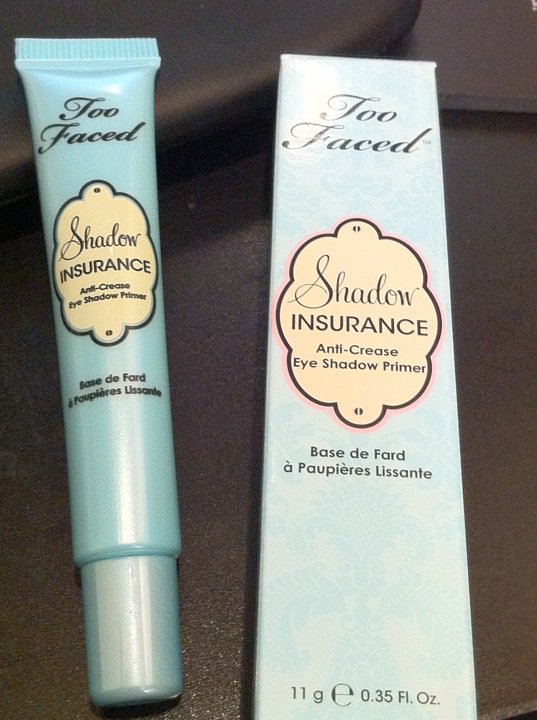 Too
Faced
Shadow
INSURANCE
Anti-Crease
Eye Shadow Primer
Base de Fard
à Paupières Lissante
Too
Faced™
Shadow
INSURANCE
Anti-Crease
Eye Shadow Primer
Base de Fard
à Paupières Lissante
11 g ℮ 0.35 Fl. Oz.